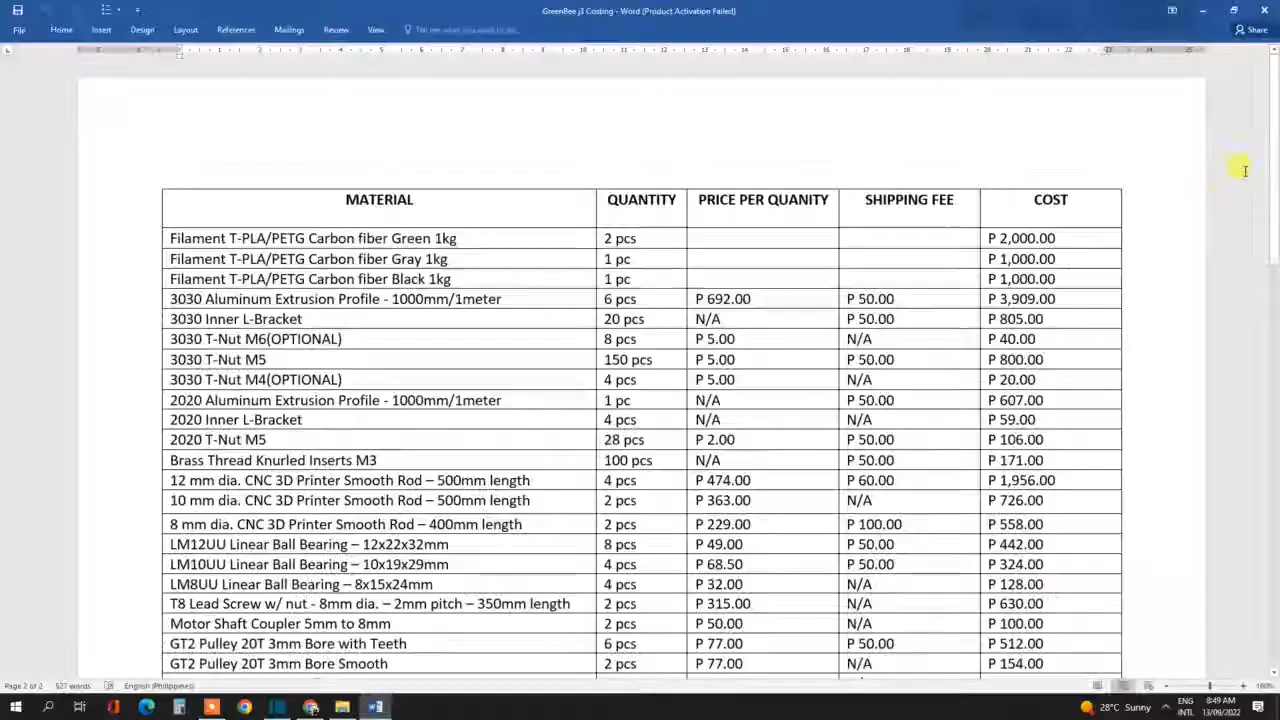 GreenBee j3 Costing - Word (Product Activation Failed)
File Home Insert Design Layout References Mailings Review View Tell me what you want to do... Share
MATERIAL QUANTITY PRICE PER QUANITY SHIPPING FEE COST
Filament T-PLA/PETG Carbon fiber Green 1kg 2 pcs P 2,000.00
Filament T-PLA/PETG Carbon fiber Gray 1kg 1 pc P 1,000.00
Filament T-PLA/PETG Carbon fiber Black 1kg 1 pc P 1,000.00
3030 Aluminum Extrusion Profile - 1000mm/1meter 6 pcs P 692.00 P 50.00 P 3,909.00
3030 Inner L-Bracket 20 pcs N/A P 50.00 P 805.00
3030 T-Nut M6(OPTIONAL) 8 pcs P 5.00 N/A P 40.00
3030 T-Nut M5 150 pcs P 5.00 P 50.00 P 800.00
3030 T-Nut M4(OPTIONAL) 4 pcs P 5.00 N/A P 20.00
2020 Aluminum Extrusion Profile - 1000mm/1meter 1 pc N/A P 50.00 P 607.00
2020 Inner L-Bracket 4 pcs N/A N/A P 59.00
2020 T-Nut M5 28 pcs P 2.00 P 50.00 P 106.00
Brass Thread Knurled Inserts M3 100 pcs N/A P 50.00 P 171.00
12 mm dia. CNC 3D Printer Smooth Rod – 500mm length 4 pcs P 474.00 P 60.00 P 1,956.00
10 mm dia. CNC 3D Printer Smooth Rod – 500mm length 2 pcs P 363.00 N/A P 726.00
8 mm dia. CNC 3D Printer Smooth Rod – 400mm length 2 pcs P 229.00 P 100.00 P 558.00
LM12UU Linear Ball Bearing – 12x22x32mm 8 pcs P 49.00 P 50.00 P 442.00
LM10UU Linear Ball Bearing – 10x19x29mm 4 pcs P 68.50 P 50.00 P 324.00
LM8UU Linear Ball Bearing – 8x15x24mm 4 pcs P 32.00 N/A P 128.00
T8 Lead Screw w/ nut - 8mm dia. – 2mm pitch – 350mm length 2 pcs P 315.00 N/A P 630.00
Motor Shaft Coupler 5mm to 8mm 2 pcs P 50.00 N/A P 100.00
GT2 Pulley 20T 3mm Bore with Teeth 6 pcs P 77.00 P 50.00 P 512.00
GT2 Pulley 20T 3mm Bore Smooth 2 pcs P 77.00 N/A P 154.00
Page 2 of 2 527 words English (Philippines) 160%
28°C Sunny ENG INTL 8:49 AM 13/09/2022